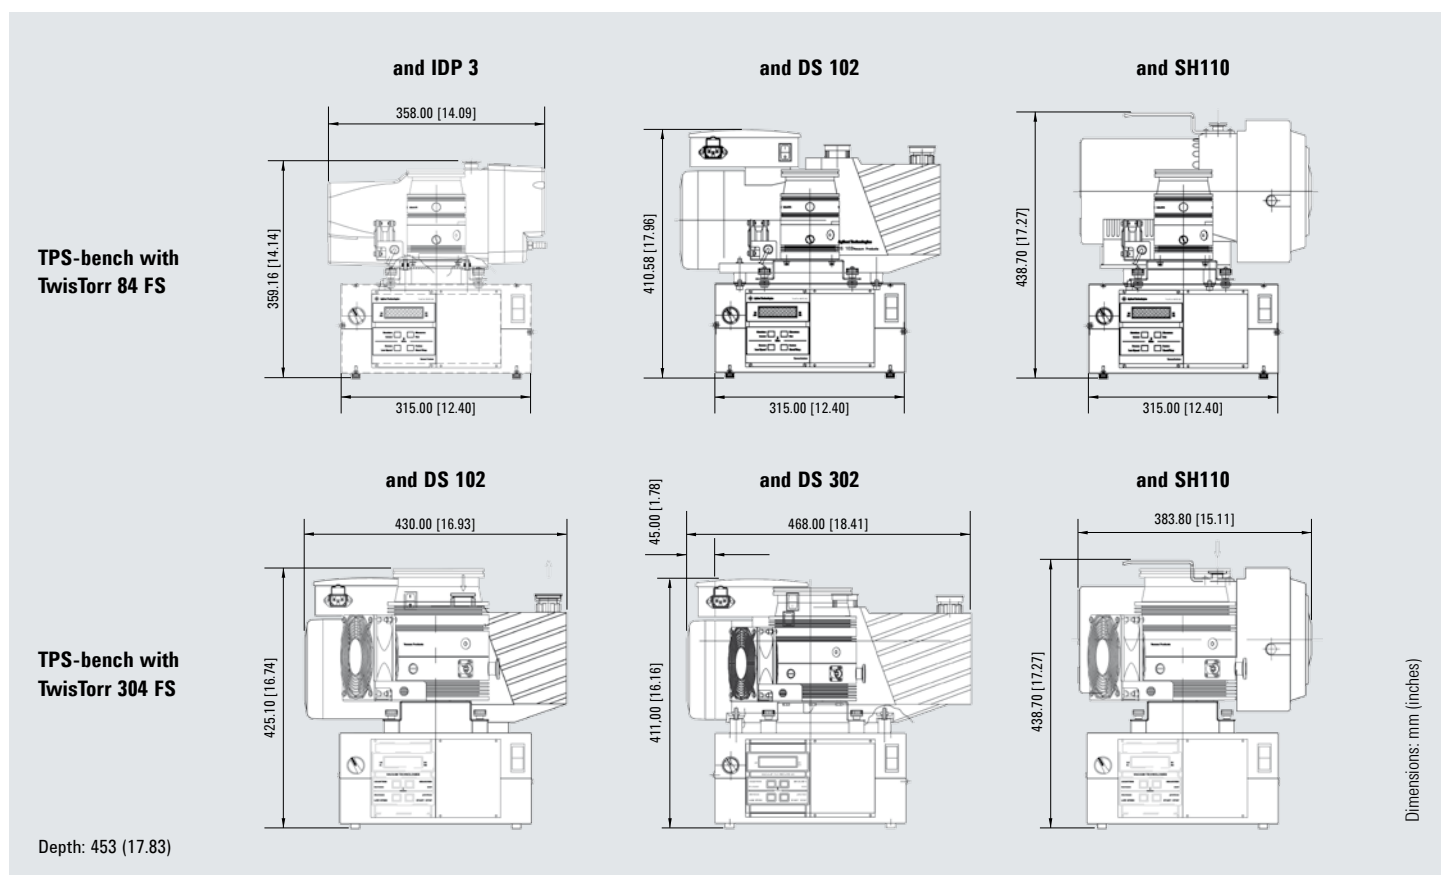 and IDP 3
and DS 102
and SH110
358.00 [14.09]
359.16 [14.14]
410.58 [17.96]
438.70 [17.27]
TPS-bench with
TwisTorr 84 FS
315.00 [12.40]
315.00 [12.40]
315.00 [12.40]
and DS 102
and DS 302
and SH110
430.00 [16.93]
45.00 [1.78]
468.00 [18.41]
383.80 [15.11]
425.10 [16.74]
411.00 [16.16]
438.70 [17.27]
TPS-bench with
TwisTorr 304 FS
Dimensions: mm (inches)
Depth: 453 (17.83)